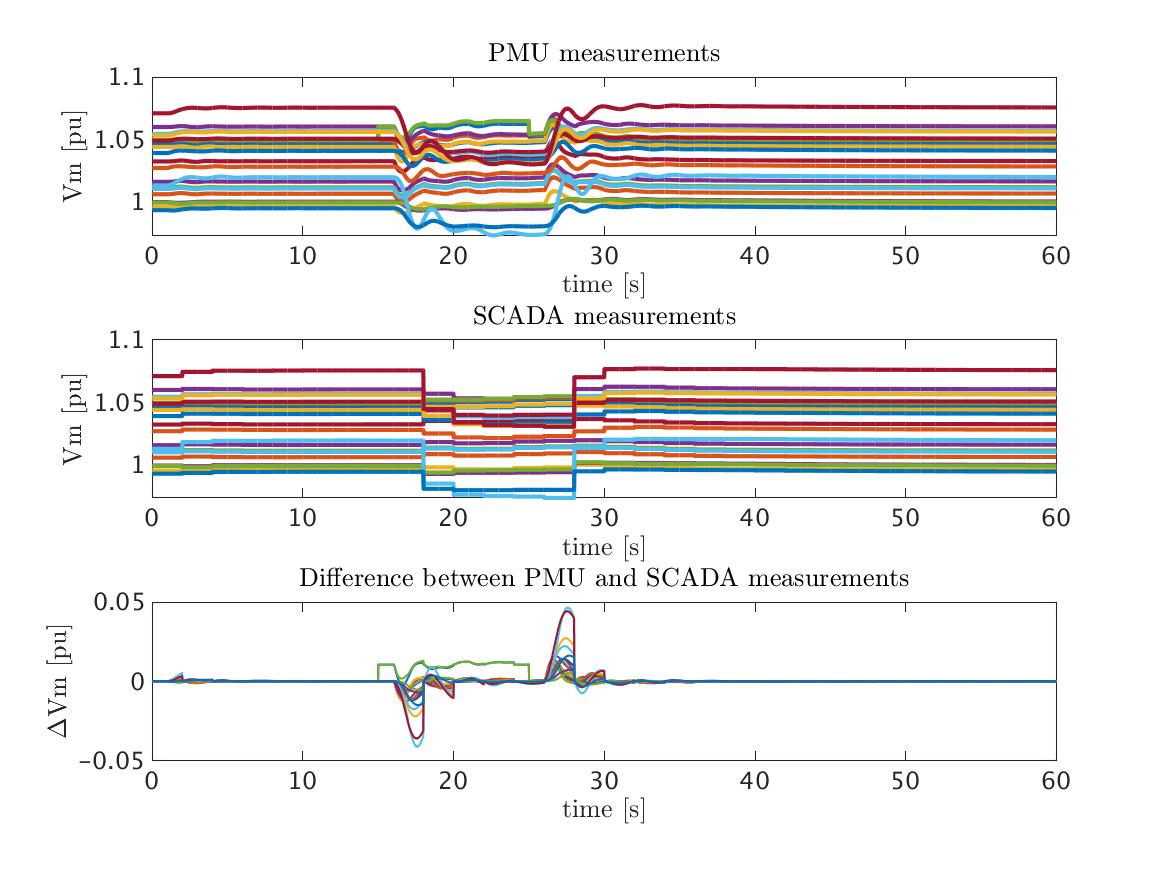 PMU measurements
1.1
1.05
1
Vm [pu]
0 10 20 30 40 50 60
time [s]
SCADA measurements
1.1
1.05
1
Vm [pu]
0 10 20 30 40 50 60
time [s]
Difference between PMU and SCADA measurements
0.05
0
-0.05
ΔVm [pu]
0 10 20 30 40 50 60
time [s]